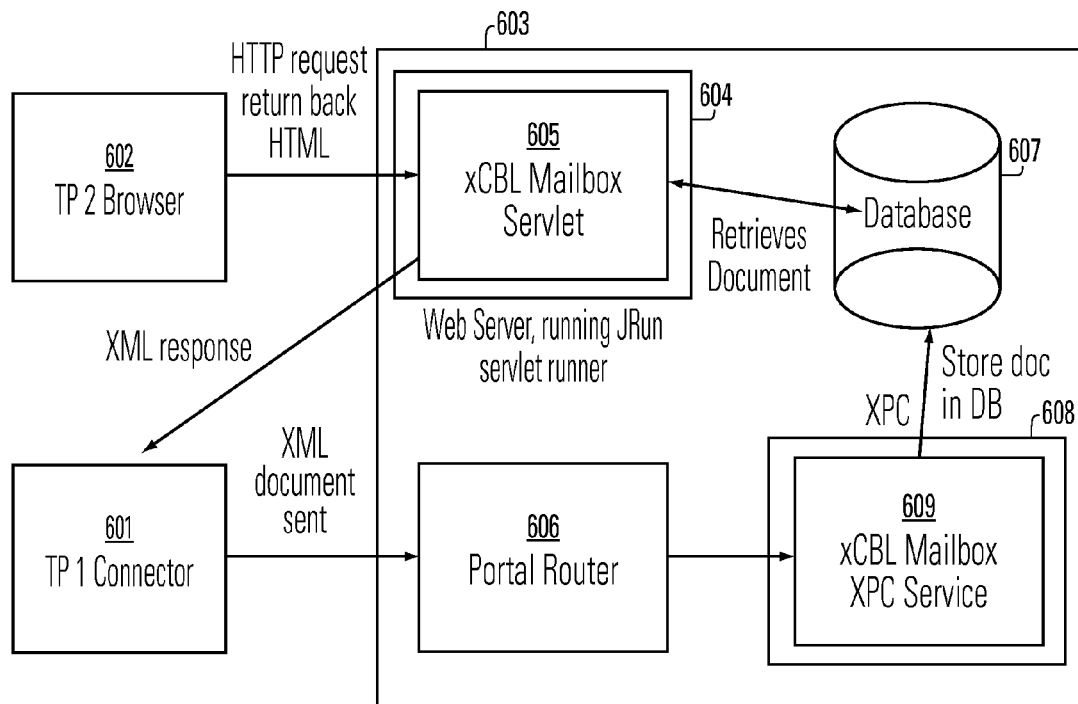 603
HTTP request
return back
HTML
602
TP 2 Browser
604
605
xCBL Mailbox
Servlet
607
Database
Retrieves
Document
Web Server, running JRun
servlet runner
XML response
Store doc
in DB
XPC
608
XML
document
sent
601
TP 1 Connector
606
Portal Router
609
xCBL Mailbox
XPC Service